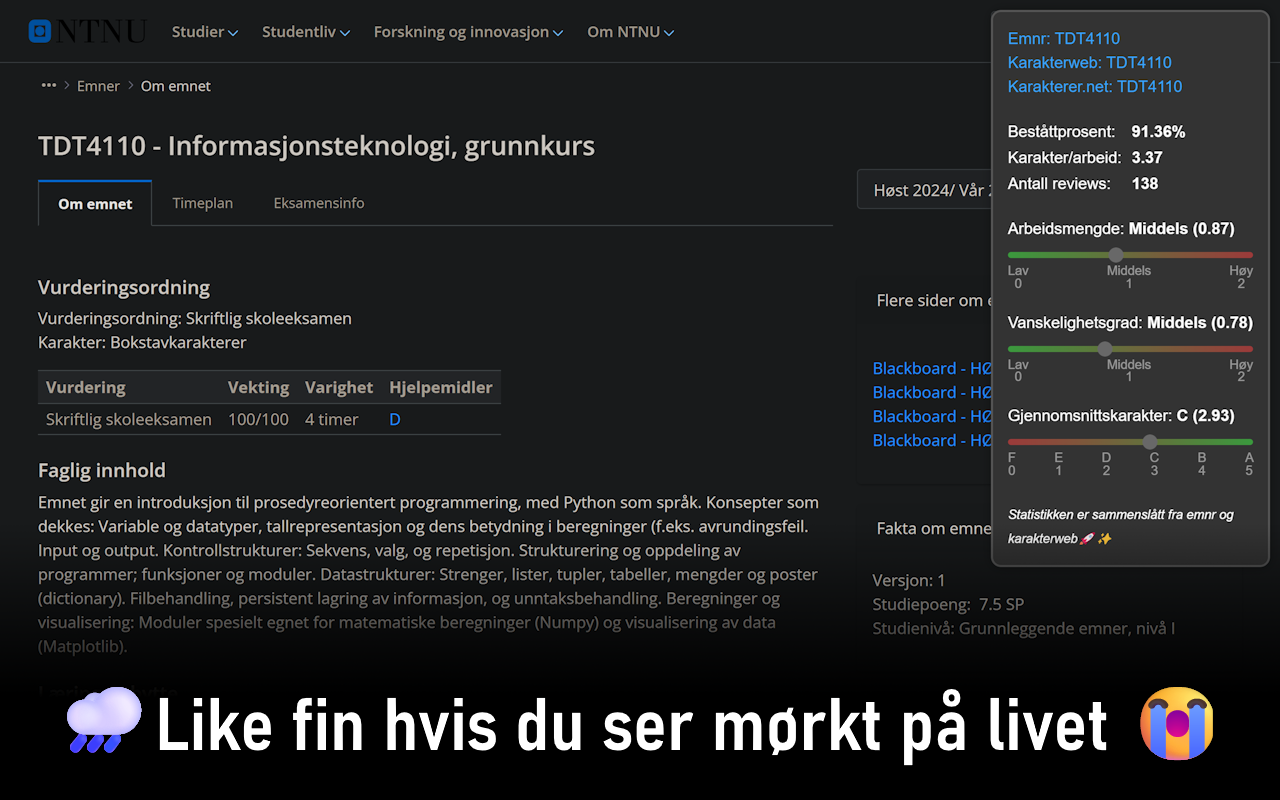 NTNU
Studier
Studentliv
Forskning og innovasjon
Om NTNU
••• > Emner > Om emnet
TDT4110 - Informasjonsteknologi, grunnkurs
Om emnet
Timeplan
Eksamensinfo
Høst 2024/ Vår
Vurderingsordning
Vurderingsordning: Skriftlig skoleeksamen
Karakter: Bokstavkarakterer
Vurdering Vekting Varighet Hjelpemidler
Skriftlig skoleeksamen 100/100 4 timer D
Faglig innhold
Emnet gir en introduksjon til prosedyreorientert programmering, med Python som språk. Konsepter som
dekkes: Variable og datatyper, tallrepresentasjon og dens betydning i beregninger (f.eks. avrundingsfeil.
Input og output. Kontrollstrukturer: Sekvens, valg, og repetisjon. Strukturering og oppdeling av
programmer; funksjoner og moduler. Datastrukturer: Strenger, lister, tupler, tabeller, mengder og poster
(dictionary). Filbehandling, persistent lagring av informasjon, og unntaksbehandling. Beregninger og
visualisering: Moduler spesielt egnet for matematiske beregninger (Numpy) og visualisering av data
(Matplotlib).
Flere sider om
Blackboard - HØ
Blackboard - HØ
Blackboard - HØ
Blackboard - HØ
Fakta om emne
Versjon: 1
Studiepoeng: 7.5 SP
Studienivå: Grunnleggende emner, nivå I
Emnr: TDT4110
Karakterweb: TDT4110
Karakterer.net: TDT4110
Beståttprosent: 91.36%
Karakter/arbeid: 3.37
Antall reviews: 138
Arbeidsmengde: Middels (0.87)
Lav Middels Høy
0 1 2
Vanskelighetsgrad: Middels (0.78)
Lav Middels Høy
0 1 2
Gjennomsnittskarakter: C (2.93)
F E D C B A
0 1 2 3 4 5
Statistikken er sammenslått fra emnr og
karakterweb🚀✨
Like fin hvis du ser mørkt på livet